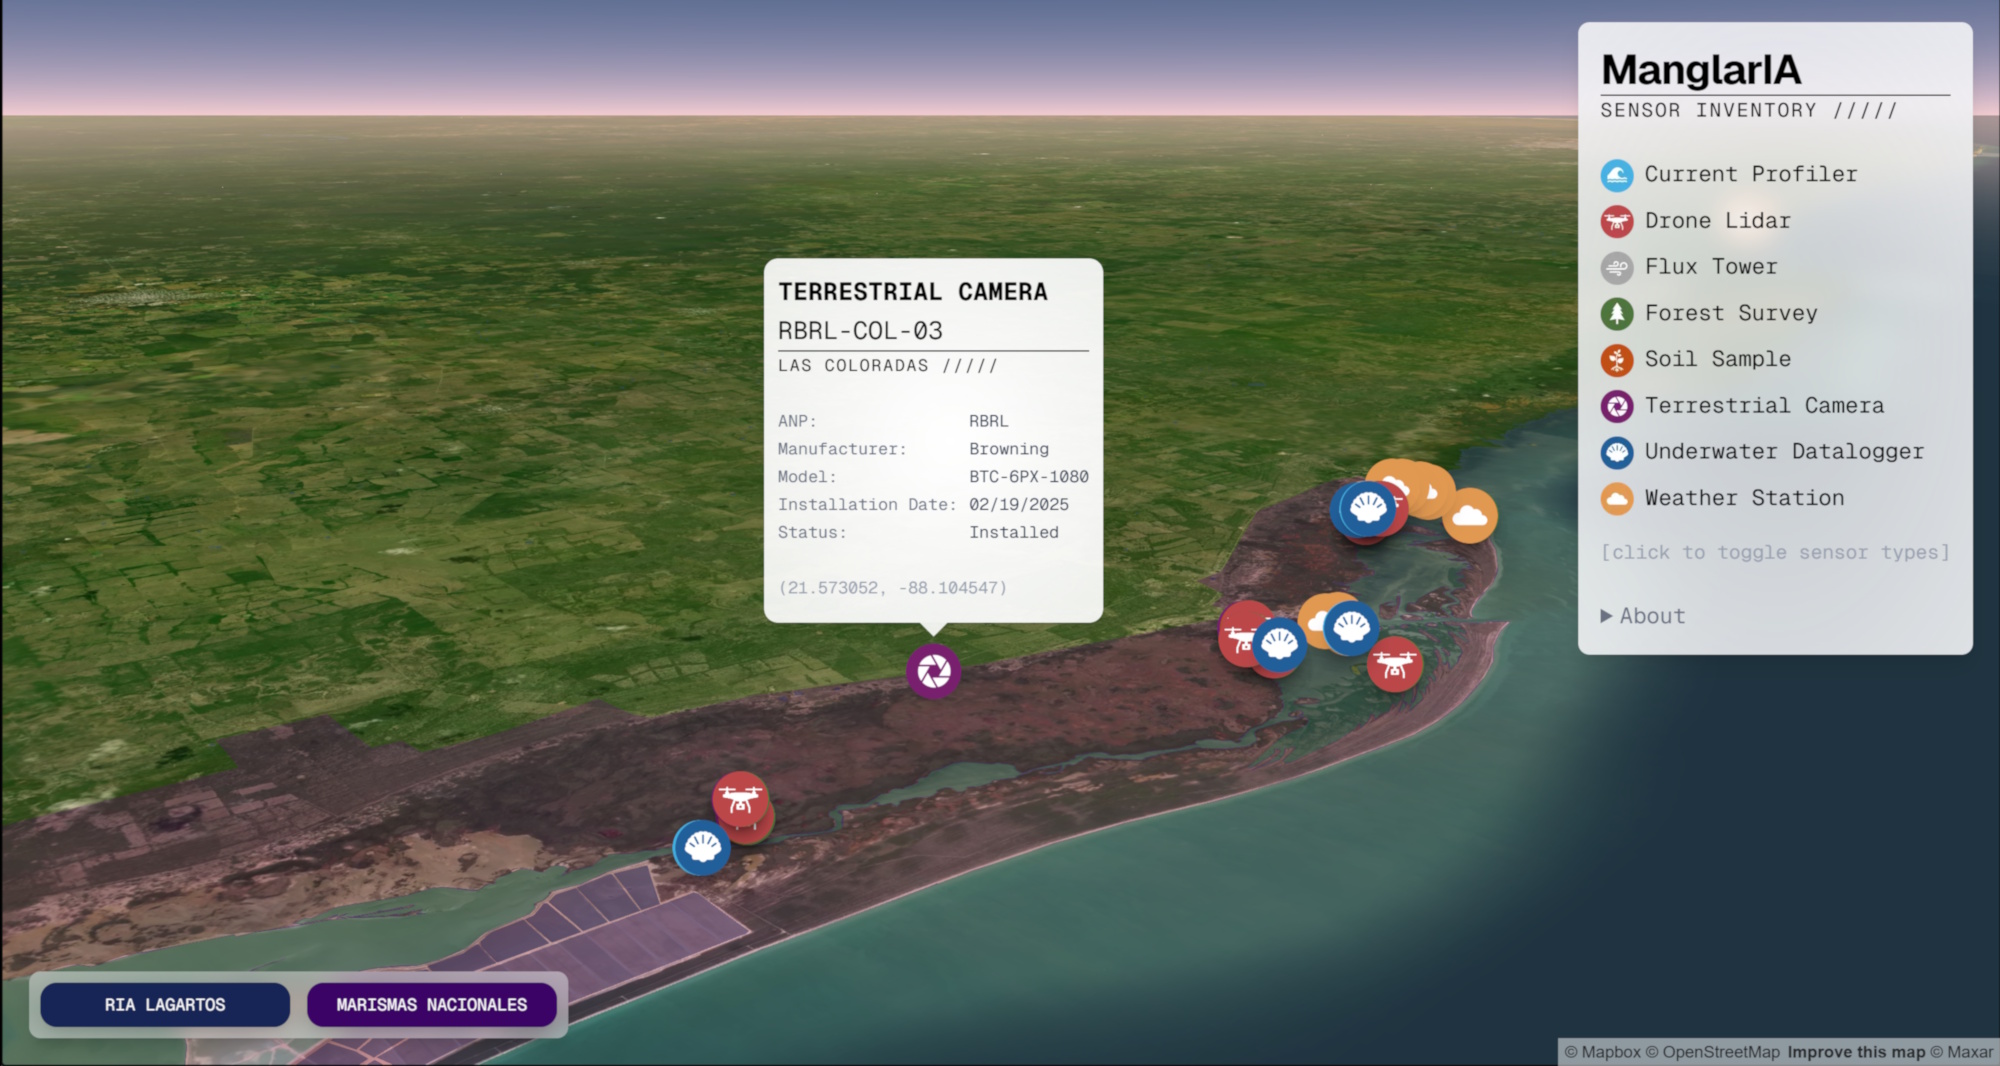 ManglarIA
SENSOR INVENTORY /////
Current Profiler
Drone Lidar
Flux Tower
Forest Survey
Soil Sample
Terrestrial Camera
Underwater Datalogger
Weather Station
[click to toggle sensor types]
▶ About
TERRESTRIAL CAMERA
RBRL-COL-03
LAS COLORADAS /////
ANP: RBRL
Manufacturer: Browning
Model: BTC-6PX-1080
Installation Date: 02/19/2025
Status: Installed
(21.573052, -88.104547)
RIA LAGARTOS
MARISMAS NACIONALES
© Mapbox © OpenStreetMap Improve this map © Maxar